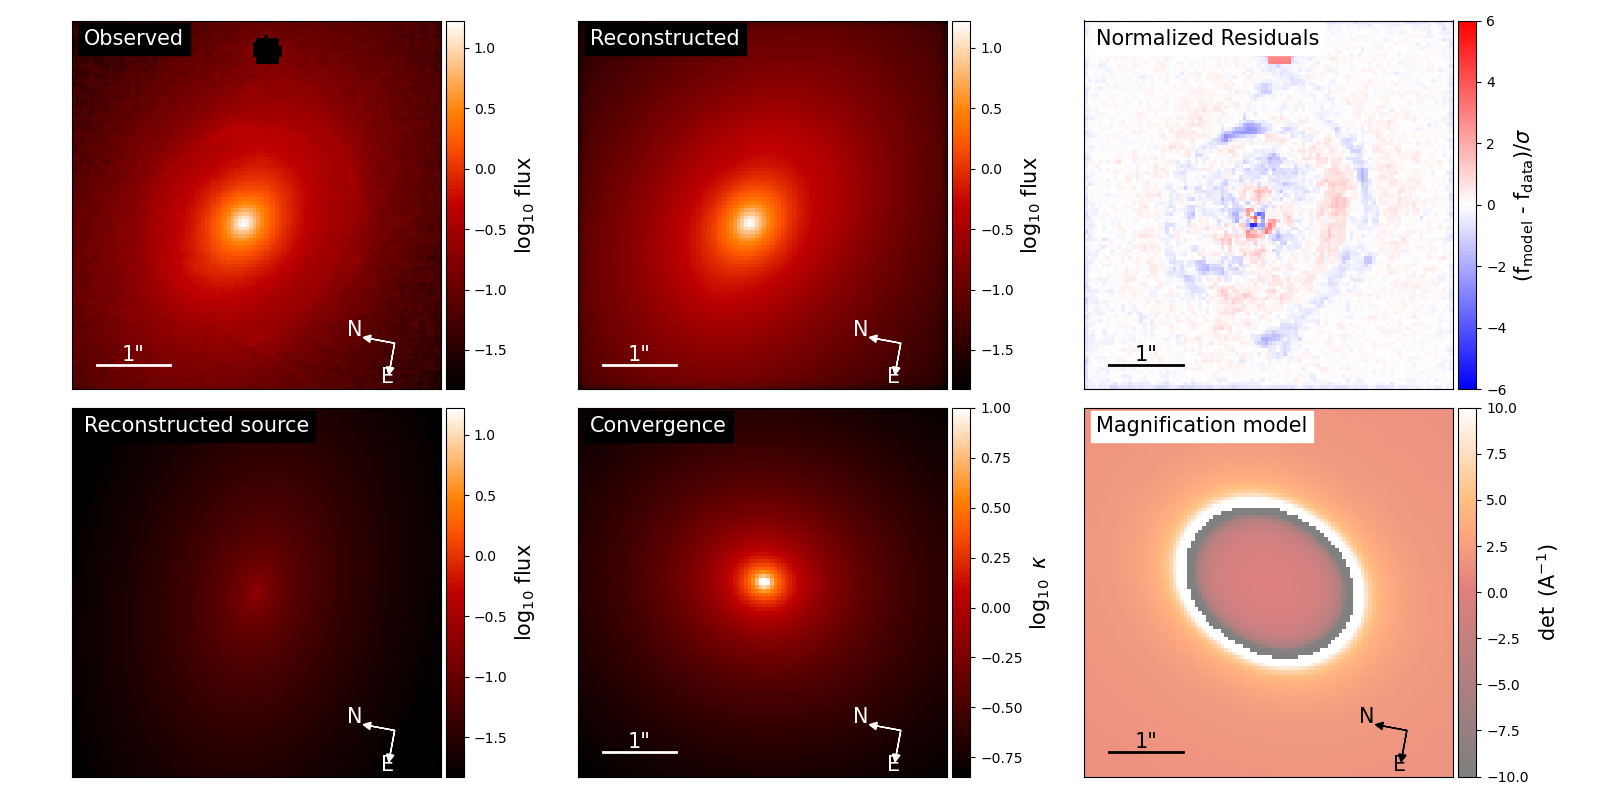 Observed
N
E
1"
1.0
0.5
0.0
−0.5
−1.0
−1.5
log₁₀ flux
Reconstructed
N
E
1"
1.0
0.5
0.0
−0.5
−1.0
−1.5
log₁₀ flux
Normalized Residuals
1"
6
4
2
0
−2
−4
−6
(f_model - f_data)/σ
Reconstructed source
N
E
1.0
0.5
0.0
−0.5
−1.0
−1.5
log₁₀ flux
Convergence
N
E
1"
1.00
0.75
0.50
0.25
0.00
−0.25
−0.50
−0.75
log₁₀ κ
Magnification model
N
E
1"
10.0
7.5
5.0
2.5
0.0
−2.5
−5.0
−7.5
−10.0
det (A⁻¹)